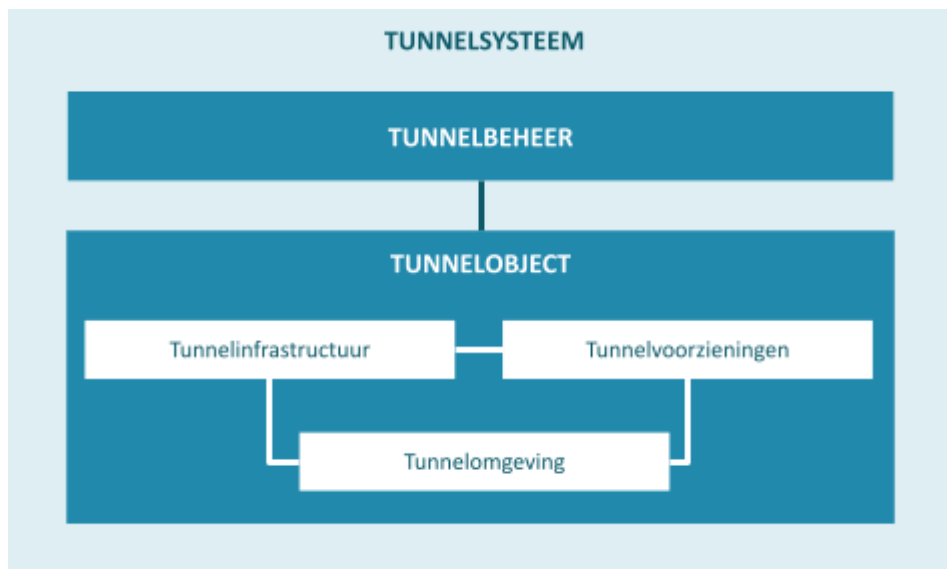 TUNNELSYSTEEM
TUNNELBEHEER
TUNNELOBJECT
Tunnelinfrastructuur
Tunnelvoorzieningen
Tunnelomgeving